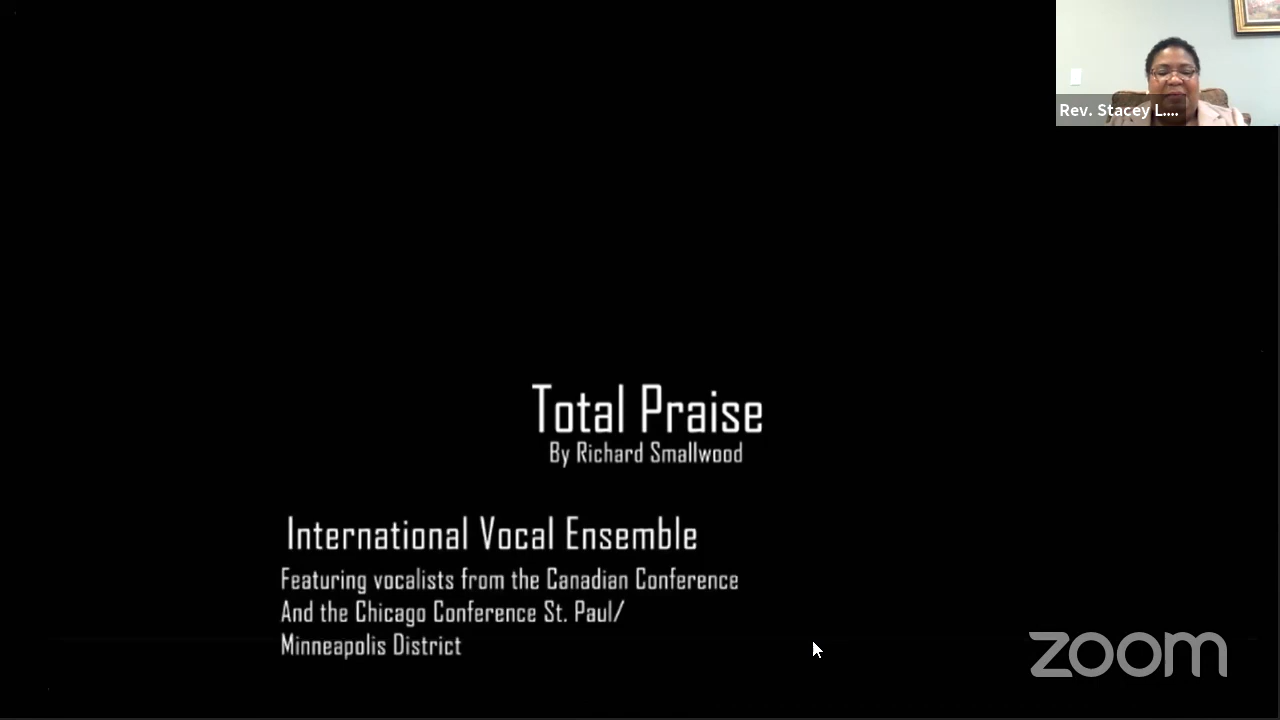 Rev. Stacey L....
Total Praise
By Richard Smallwood
International Vocal Ensemble
Featuring vocalists from the Canadian Conference
And the Chicago Conference St. Paul/
Minneapolis District
zoom